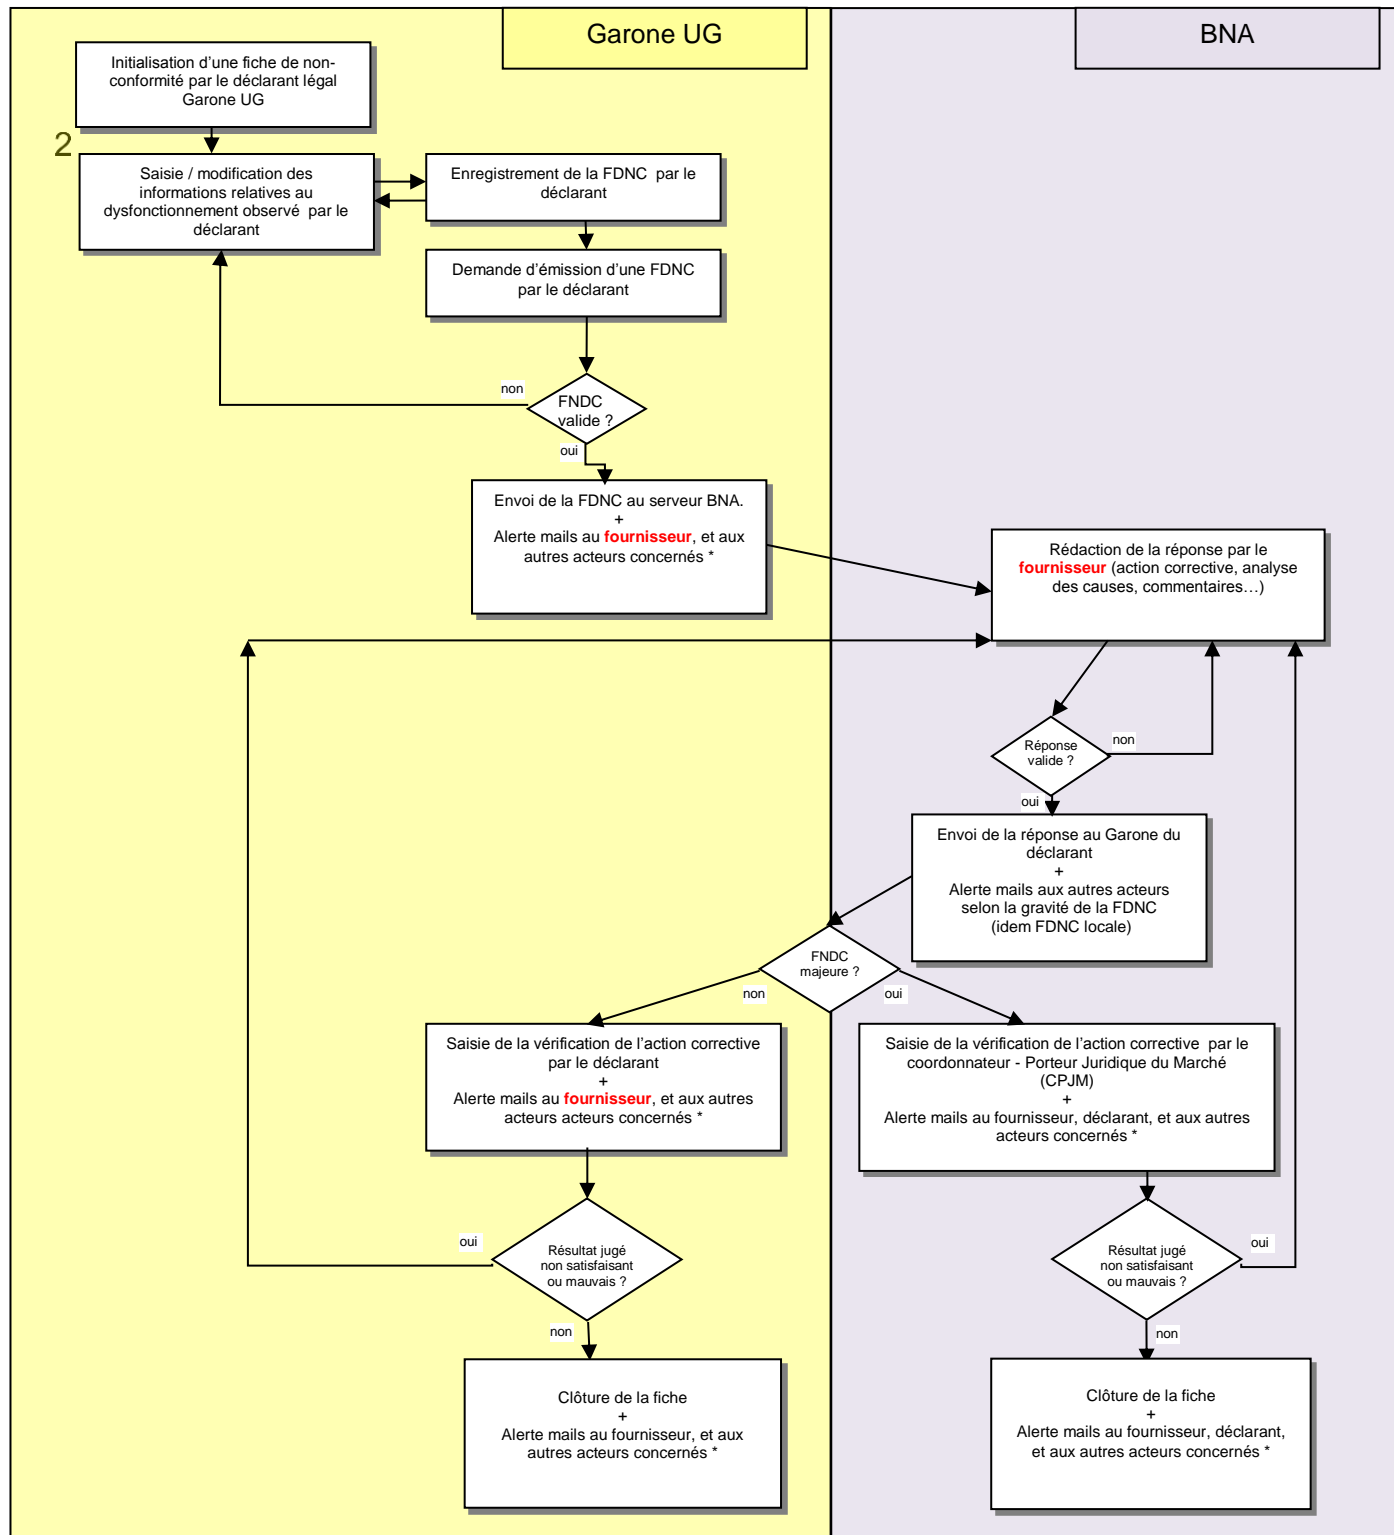 Garone UG
BNA
Initialisation d’une fiche de non-
conformité par le déclarant légal
Garone UG
2
Saisie / modification des
informations relatives au
dysfonctionnement observé par le
déclarant
Enregistrement de la FDNC par le
déclarant
Demande d’émission d’une FDNC
par le déclarant
non
FNDC
valide ?
oui
Envoi de la FDNC au serveur BNA.
+
Alerte mails au fournisseur, et aux
autres acteurs concernés *
Rédaction de la réponse par le
fournisseur (action corrective, analyse
des causes, commentaires…)
Réponse
valide ?
non
oui
Envoi de la réponse au Garone du
déclarant
+
Alerte mails aux autres acteurs
selon la gravité de la FDNC
(idem FDNC locale)
FNDC
majeure ?
non
oui
Saisie de la vérification de l’action corrective
par le déclarant
+
Alerte mails au fournisseur, et aux autres
acteurs acteurs concernés *
Saisie de la vérification de l’action corrective par le
coordonnateur - Porteur Juridique du Marché
(CPJM)
+
Alerte mails au fournisseur, déclarant, et aux autres
acteurs concernés *
oui
Résultat jugé
non satisfaisant
ou mauvais ?
non
oui
Résultat jugé
non satisfaisant
ou mauvais ?
non
Clôture de la fiche
+
Alerte mails au fournisseur, et aux
autres acteurs concernés *
Clôture de la fiche
+
Alerte mails au fournisseur, déclarant,
et aux autres acteurs concernés *